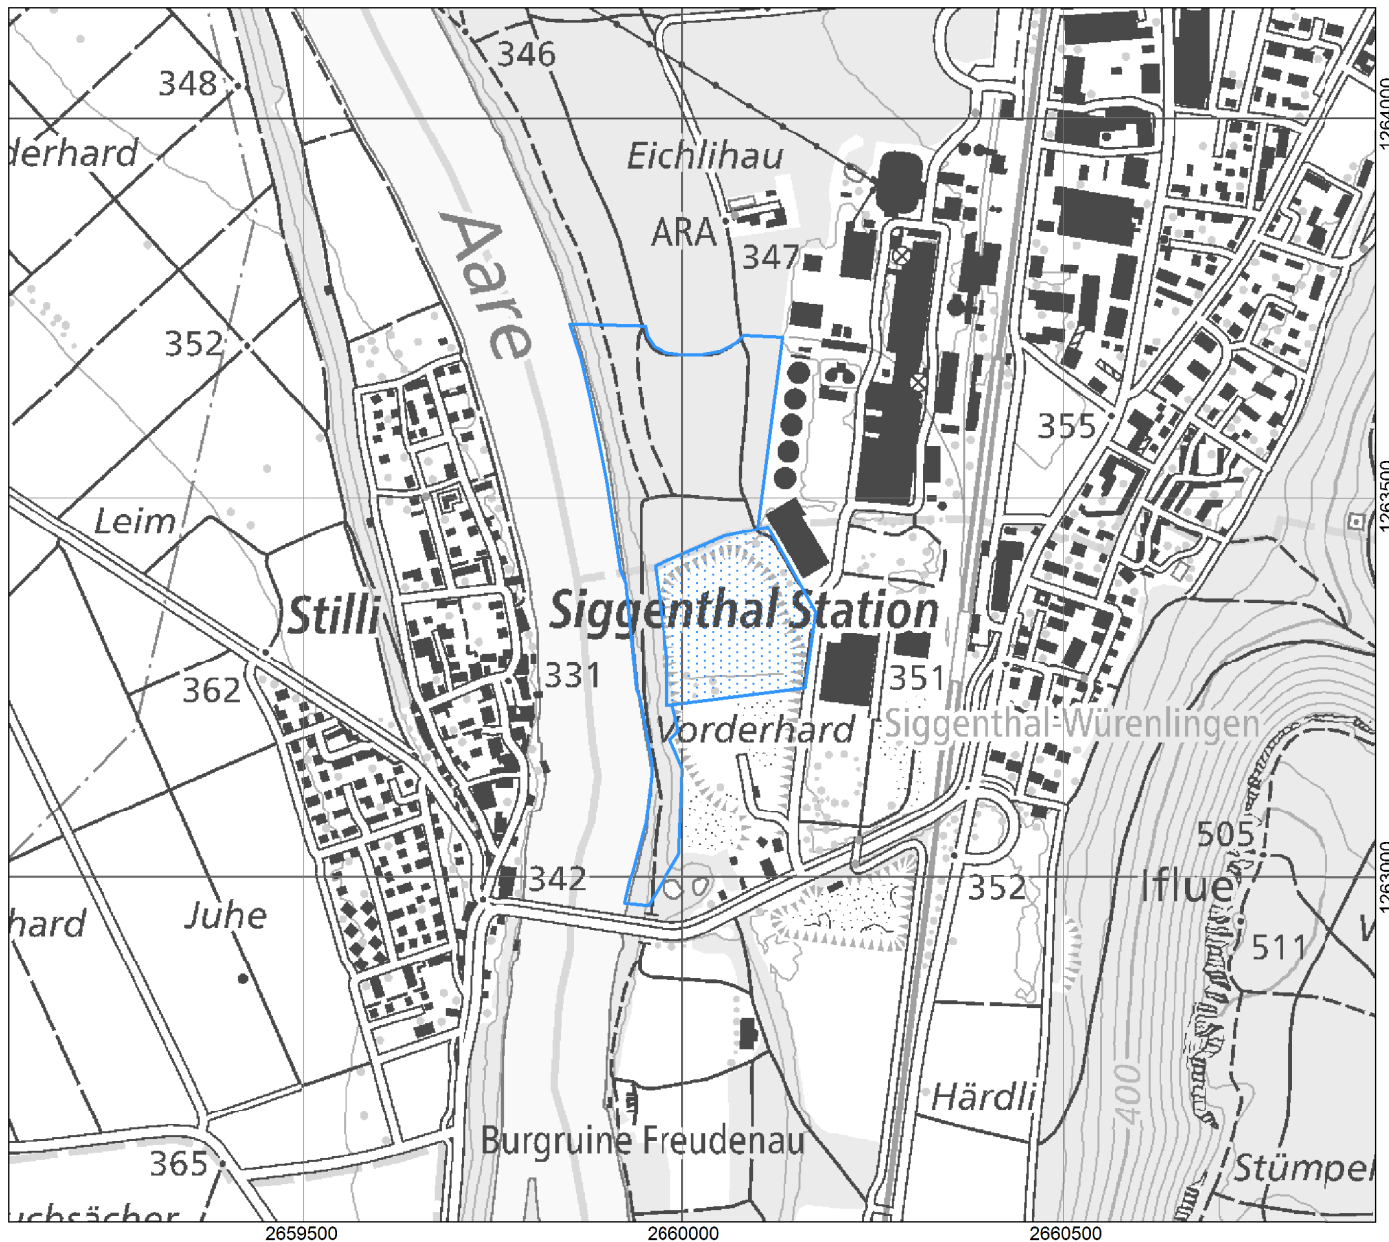 346
348
1264000
derhard
Eichlihau
Aare
ARA
347
352
355
1263500
Leim
Stilli
Siggenthal Station
331
351
362
Vorderhard
Siggenthal-Würenlingen
505
342
352
Iflue
1263000
hard
Juhe
V
511
400
Härdli
Burgruine Freudenau
365
Stümpel
uchsächer
2659500
2660000
2660500